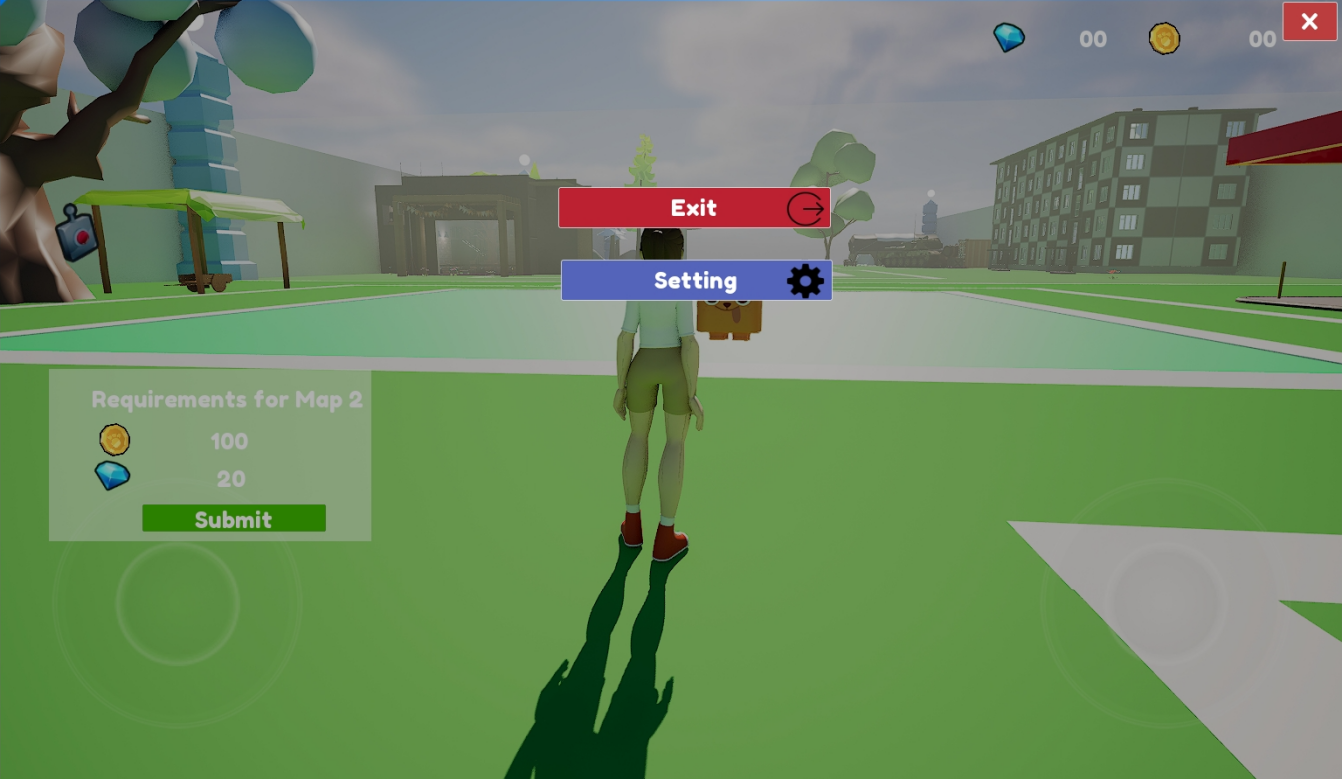 00
00
Exit
Setting
Requirements for Map 2
100
20
Submit